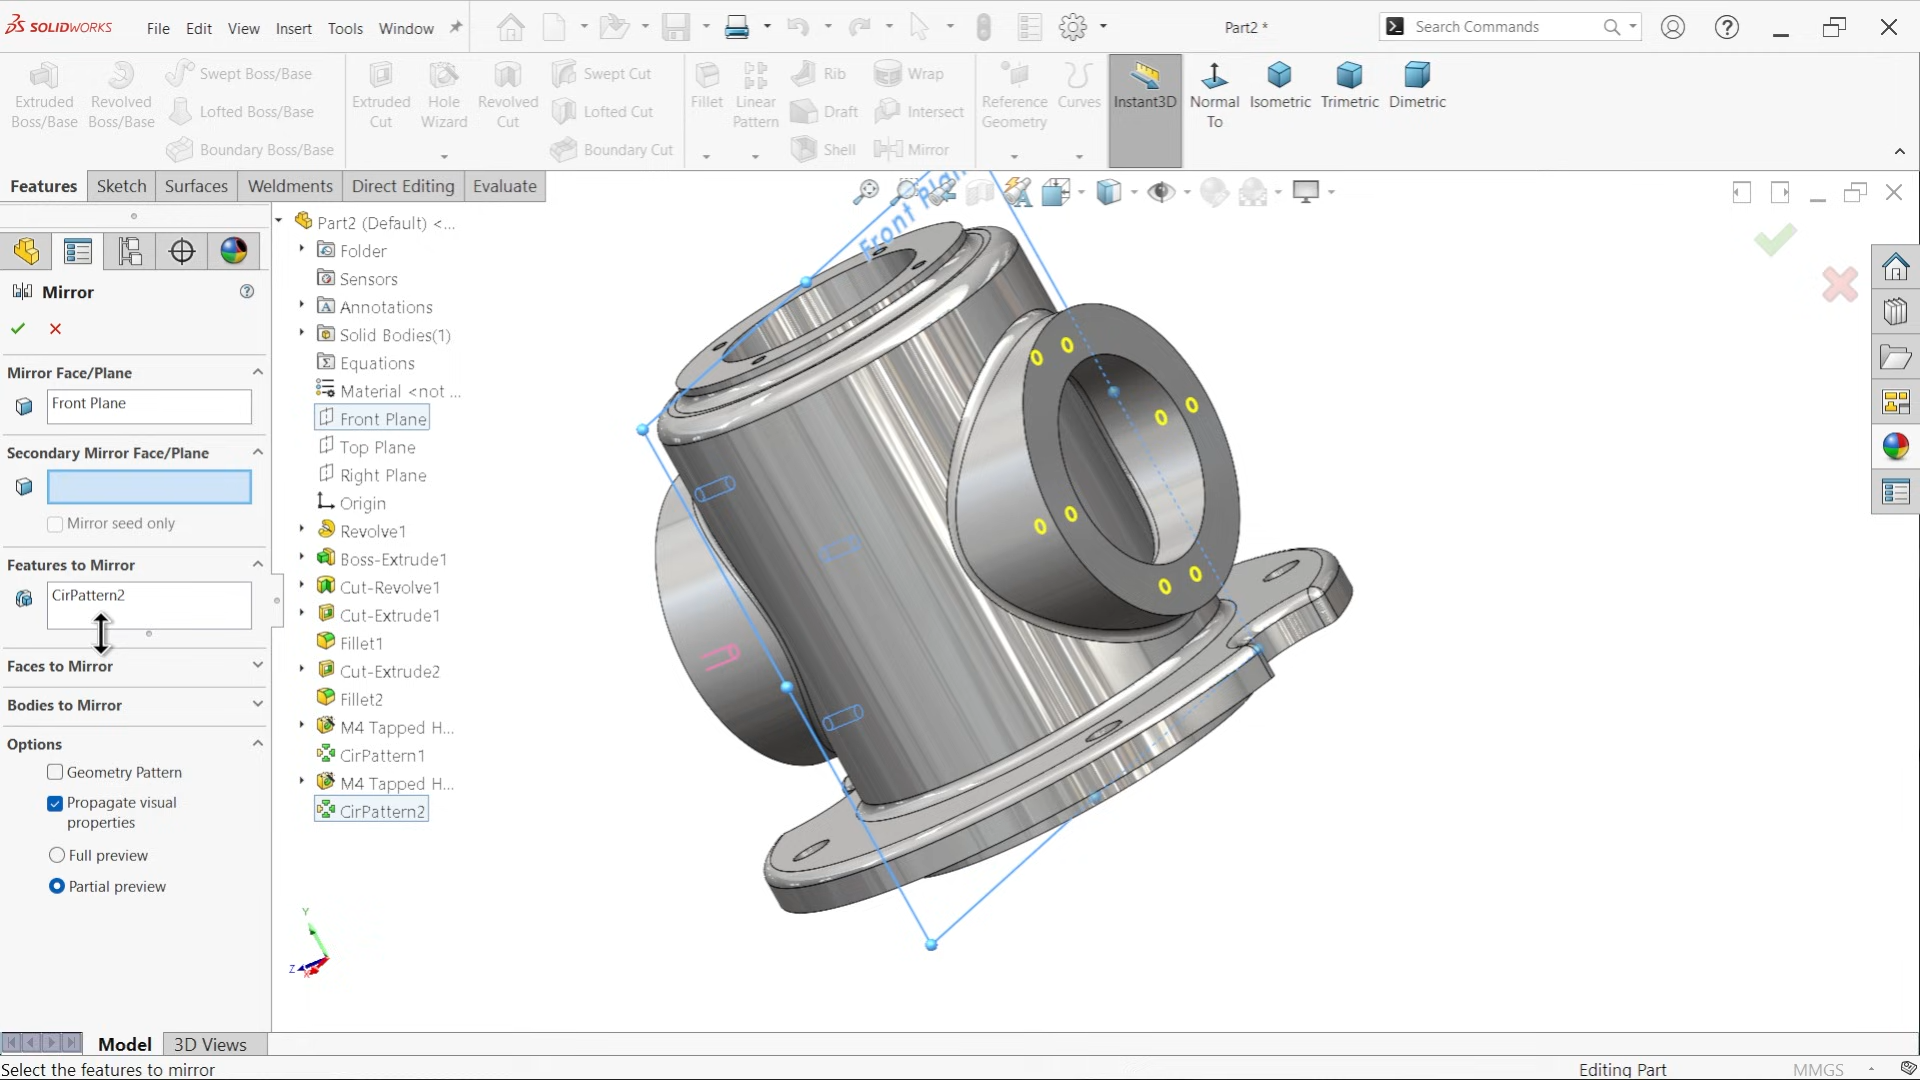 SOLIDWORKS File Edit View Insert Tools Window Part2 * Search Commands
Extruded Boss/Base
Revolved Boss/Base
Swept Boss/Base
Lofted Boss/Base
Boundary Boss/Base
Extruded Cut
Hole Wizard
Revolved Cut
Swept Cut
Lofted Cut
Boundary Cut
Fillet
Linear Pattern
Rib
Draft
Shell
Wrap
Intersect
Mirror
Reference Geometry
Curves
Instant3D
Normal To
Isometric
Trimetric
Dimetric
Features Sketch Surfaces Weldments Direct Editing Evaluate
Mirror
Mirror Face/Plane
Front Plane
Secondary Mirror Face/Plane
Mirror seed only
Features to Mirror
CirPattern2
Faces to Mirror
Bodies to Mirror
Options
Geometry Pattern
Propagate visual
properties
Full preview
Partial preview
Part2 (Default) <...
Folder
Sensors
Annotations
Solid Bodies(1)
Equations
Material <not ...
Front Plane
Top Plane
Right Plane
Origin
Revolve1
Boss-Extrude1
Cut-Revolve1
Cut-Extrude1
Fillet1
Cut-Extrude2
Fillet2
M4 Tapped H...
CirPattern1
M4 Tapped H...
CirPattern2
Front Plan
Y
Z
X
Model 3D Views
Select the features to mirror
Editing Part
MMGS